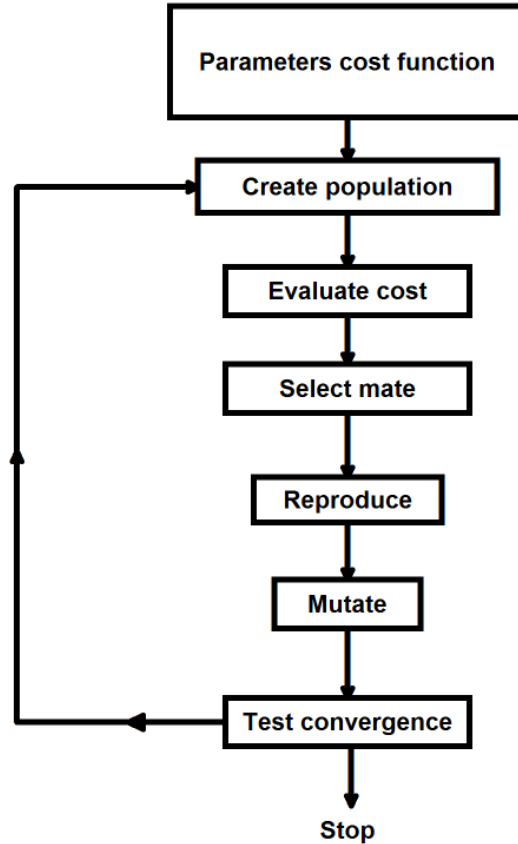 Parameters cost function
Create population
Evaluate cost
Select mate
Reproduce
Mutate
Test convergence
Stop